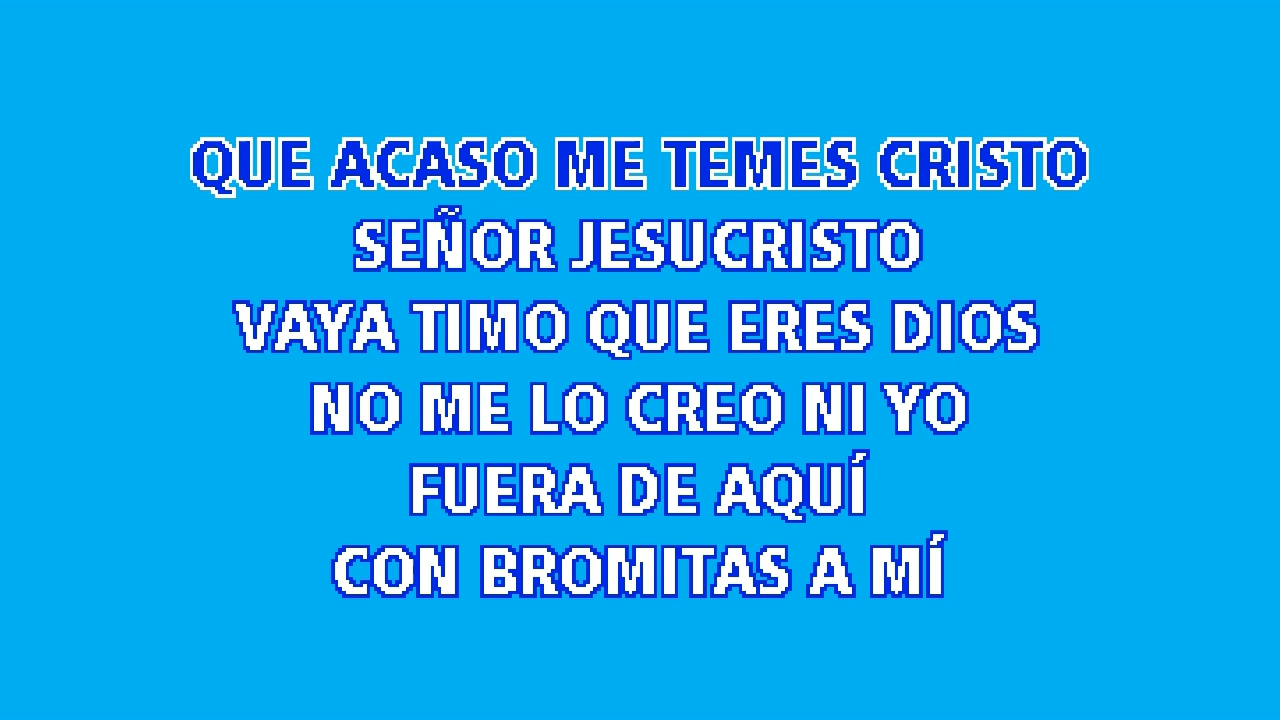 QUE ACASO ME TEMES CRISTO
SEÑOR JESUCRISTO
VAYA TIMO QUE ERES DIOS
NO ME LO CREO NI YO
FUERA DE AQUÍ
CON BROMITAS A MÍ